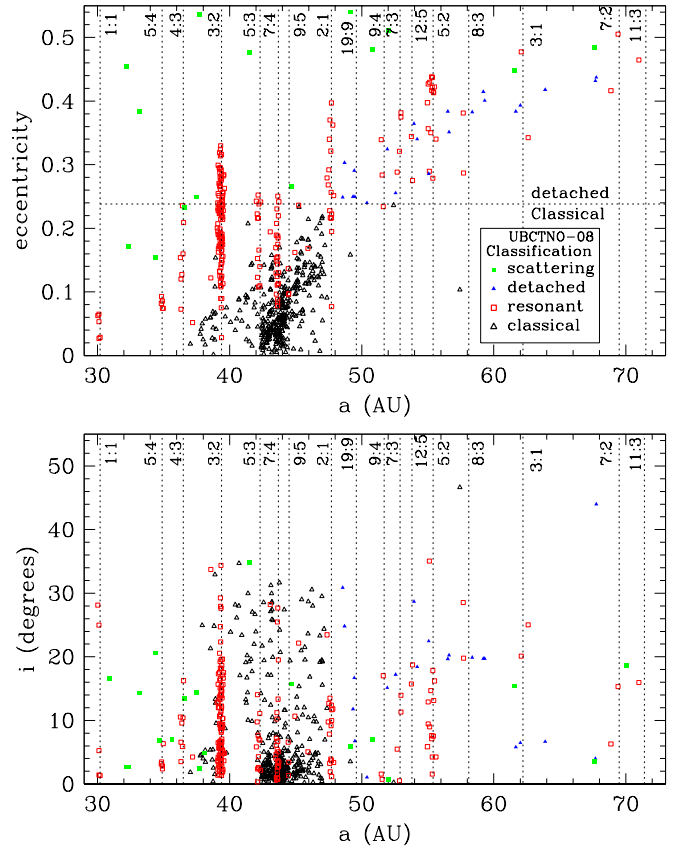 1:1 5:4 4:3 3:2 5:3 7:4 9:5 2:1 19:9 9:4 7:3 12:5 5:2 8:3 3:1 7:2 11:3
0.5
0.4
0.3
0.2
0.1
0
eccentricity
detached
Classical
UBCTNO-08
Classification
scattering
detached
resonant
classical
30 40 50 60 70
a (AU)
1:1 5:4 4:3 3:2 5:3 7:4 9:5 2:1 19:9 9:4 7:3 12:5 5:2 8:3 3:1 7:2 11:3
50
40
30
20
10
0
i (degrees)
30 40 50 60 70
a (AU)